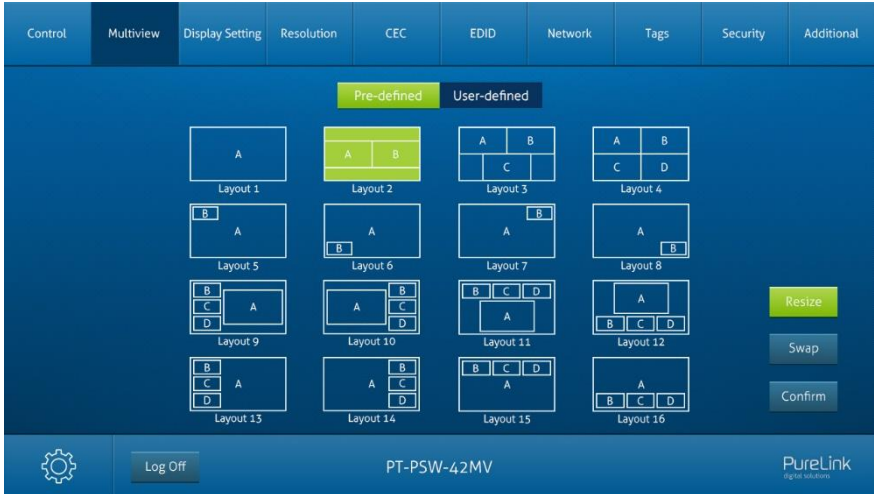 Control Multiview Display Setting Resolution CEC EDID Network Tags Security Additional
Pre-defined User-defined
A A B A B A B
C C D
Layout 1 Layout 2 Layout 3 Layout 4
B B
A A A A
B B
Layout 5 Layout 6 Layout 7 Layout 8
B B B C D A
C A A C
D D A B C D
Layout 9 Layout 10 Layout 11 Layout 12
Resize
Swap
B B B C D
C A A C A A
D D B C D
Layout 13 Layout 14 Layout 15 Layout 16
Confirm
Log Off PT-PSW-42MV PureLink
digital solutions